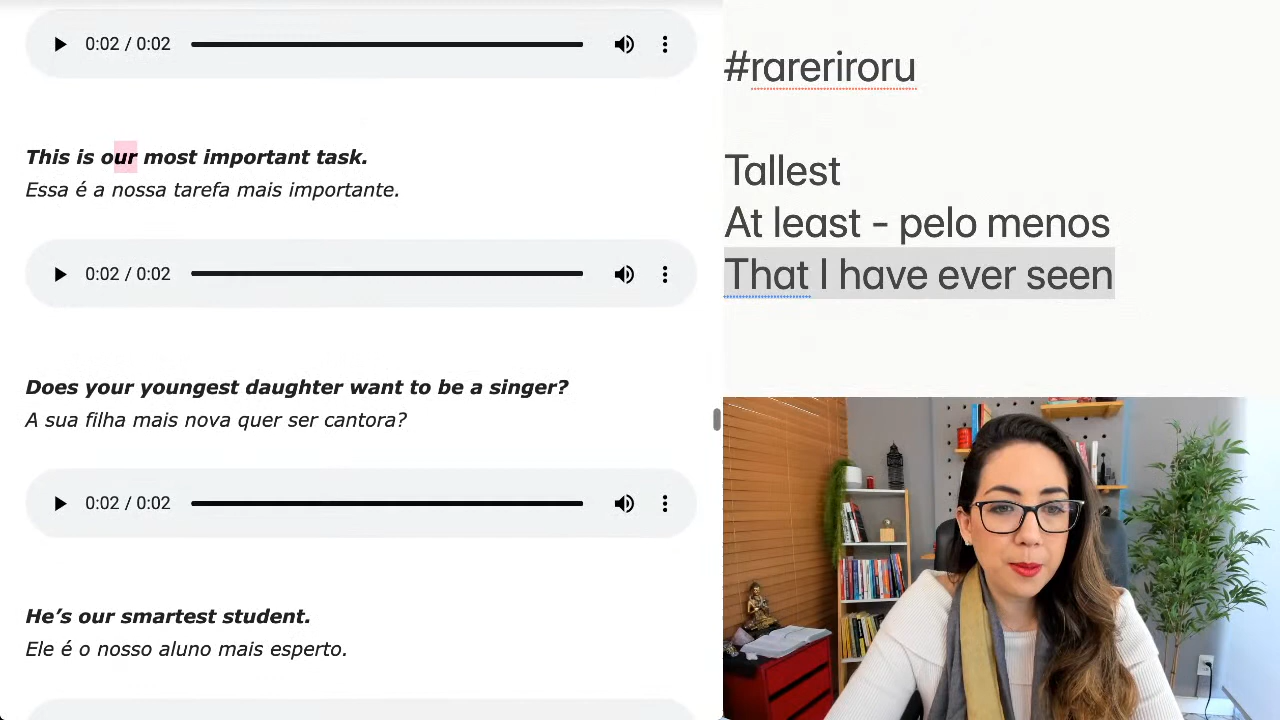 0:02 / 0:02
This is our most important task.
Essa é a nossa tarefa mais importante.
0:02 / 0:02
Does your youngest daughter want to be a singer?
A sua filha mais nova quer ser cantora?
0:02 / 0:02
He’s our smartest student.
Ele é o nosso aluno mais esperto.
#rareriroru
Tallest
At least - pelo menos
That I have ever seen